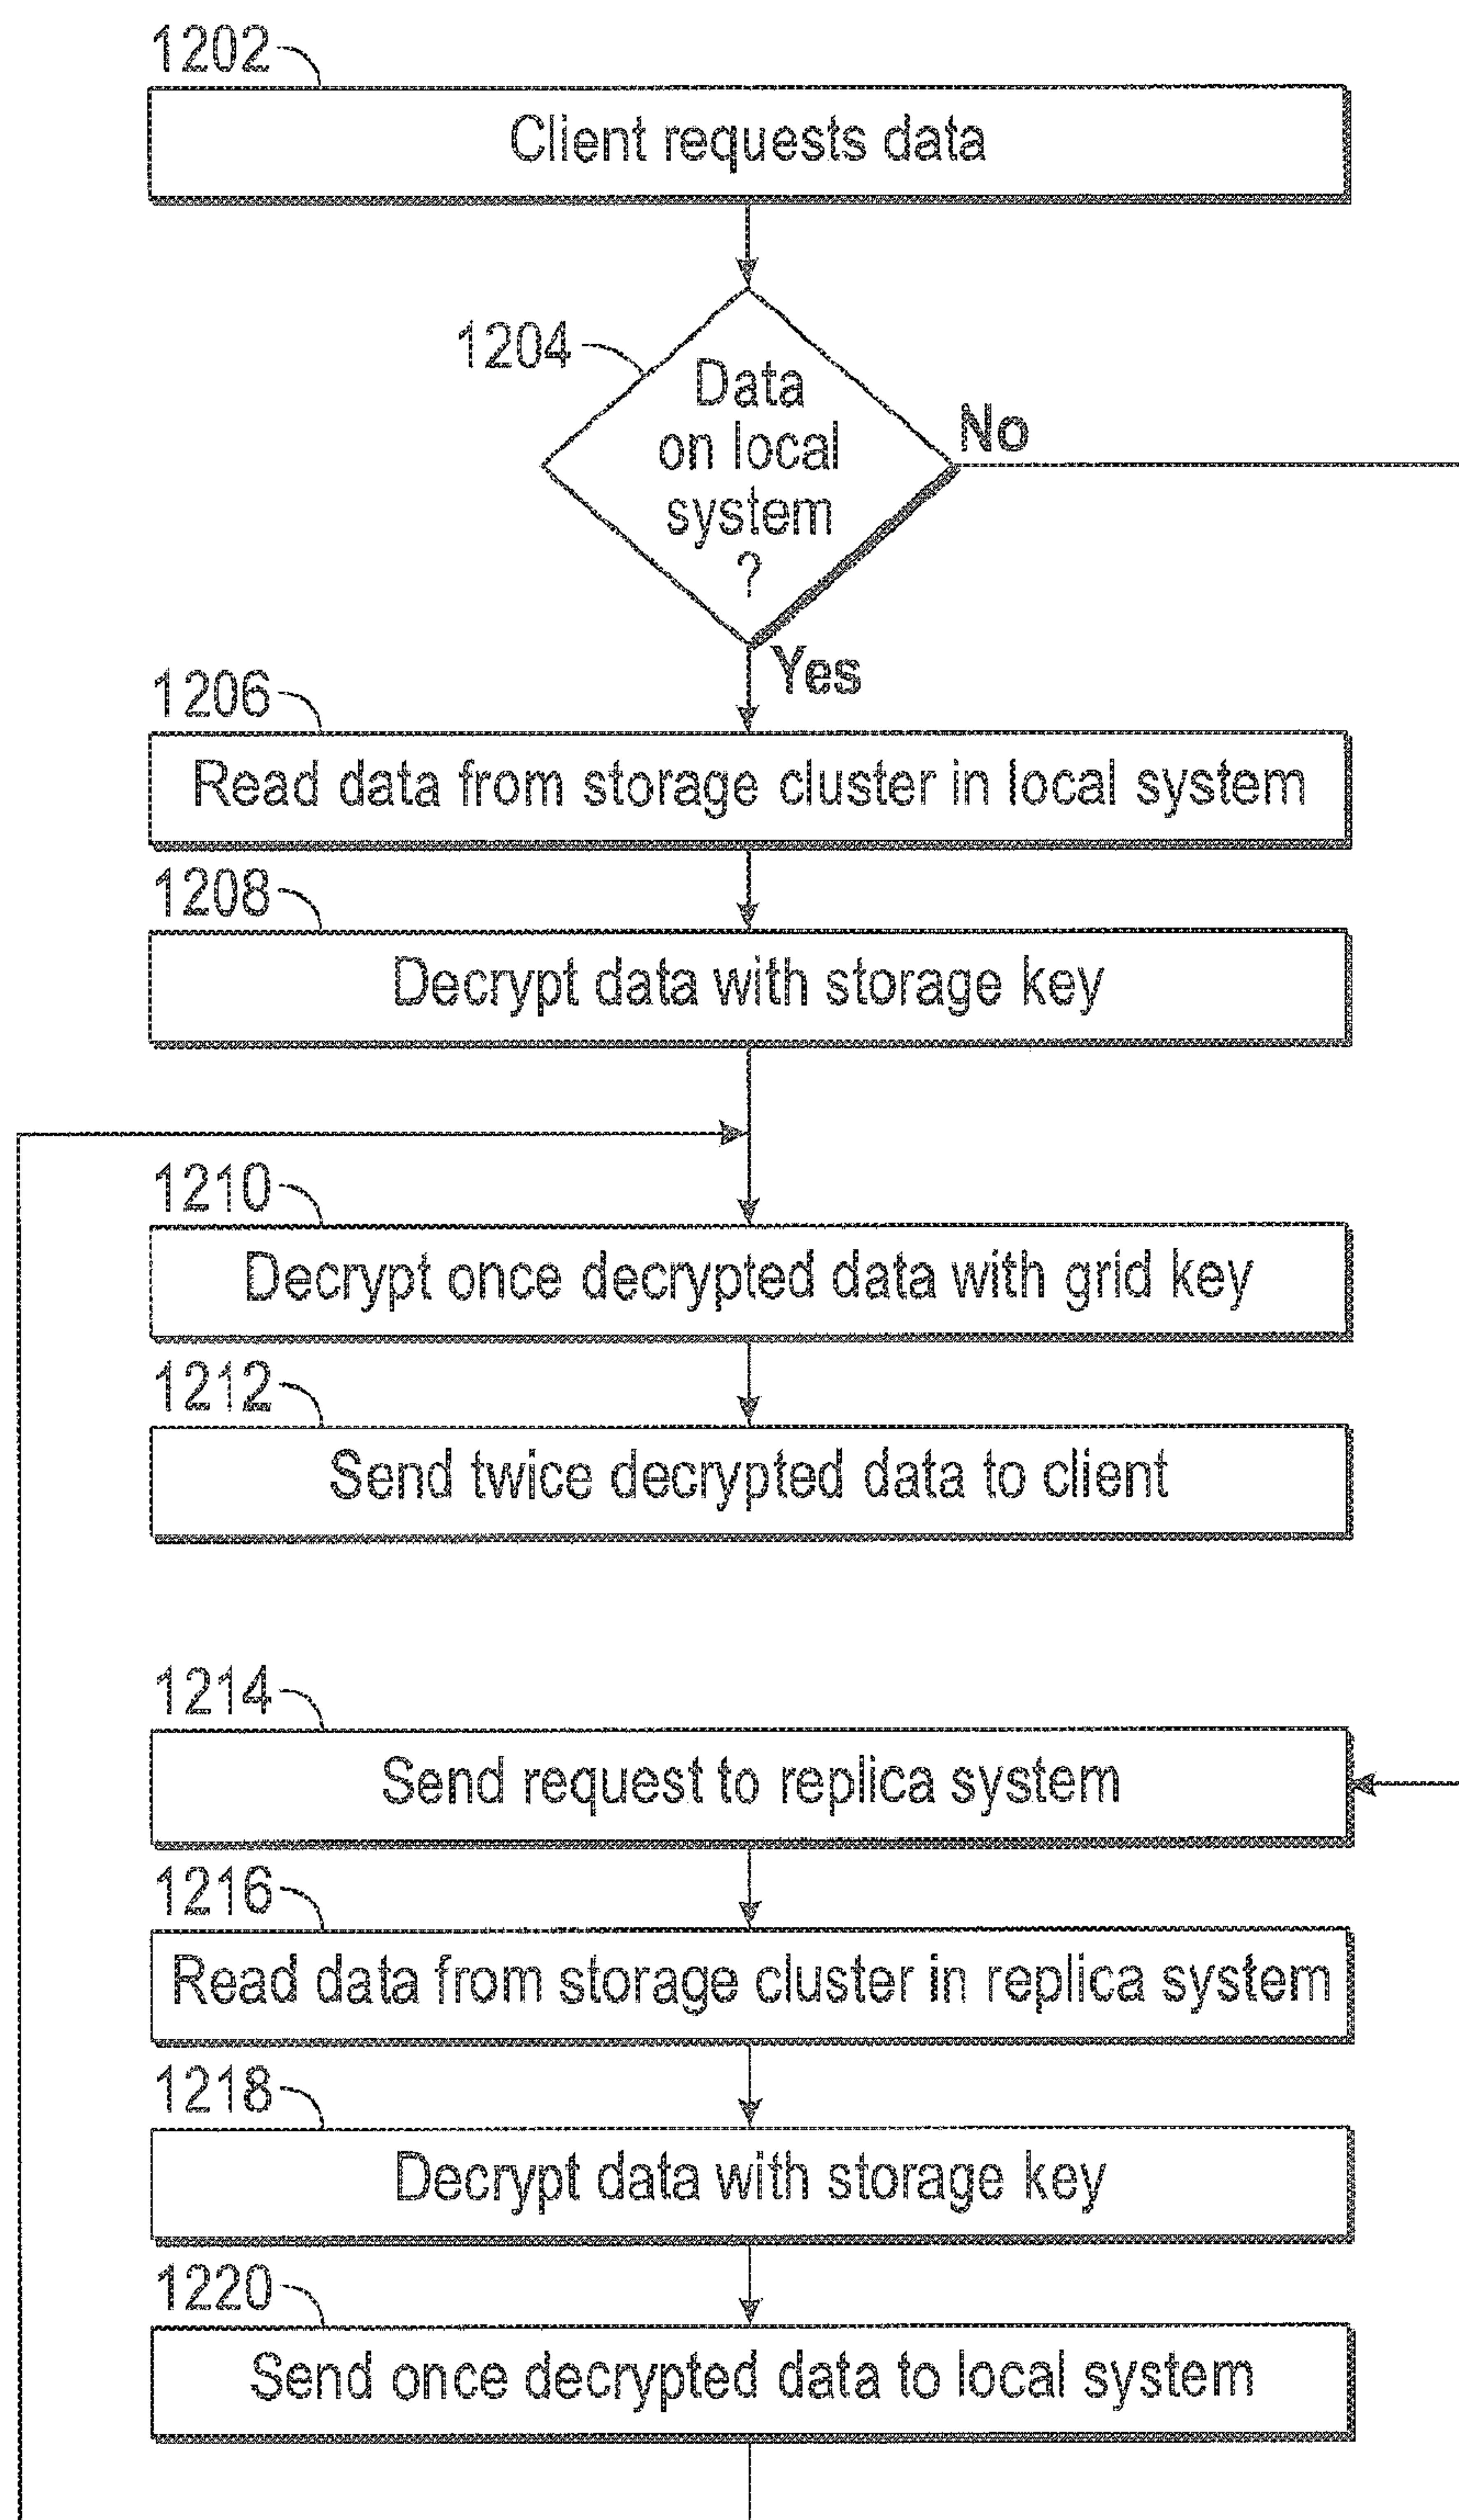 1202
Client requests data
1204
Data
on local
system
?
No
Yes
1206
Read data from storage cluster in local system
1208
Decrypt data with storage key
1210
Decrypt once decrypted data with grid key
1212
Send twice decrypted data to client
1214
Send request to replica system
1216
Read data from storage cluster in replica system
1218
Decrypt data with storage key
1220
Send once decrypted data to local system